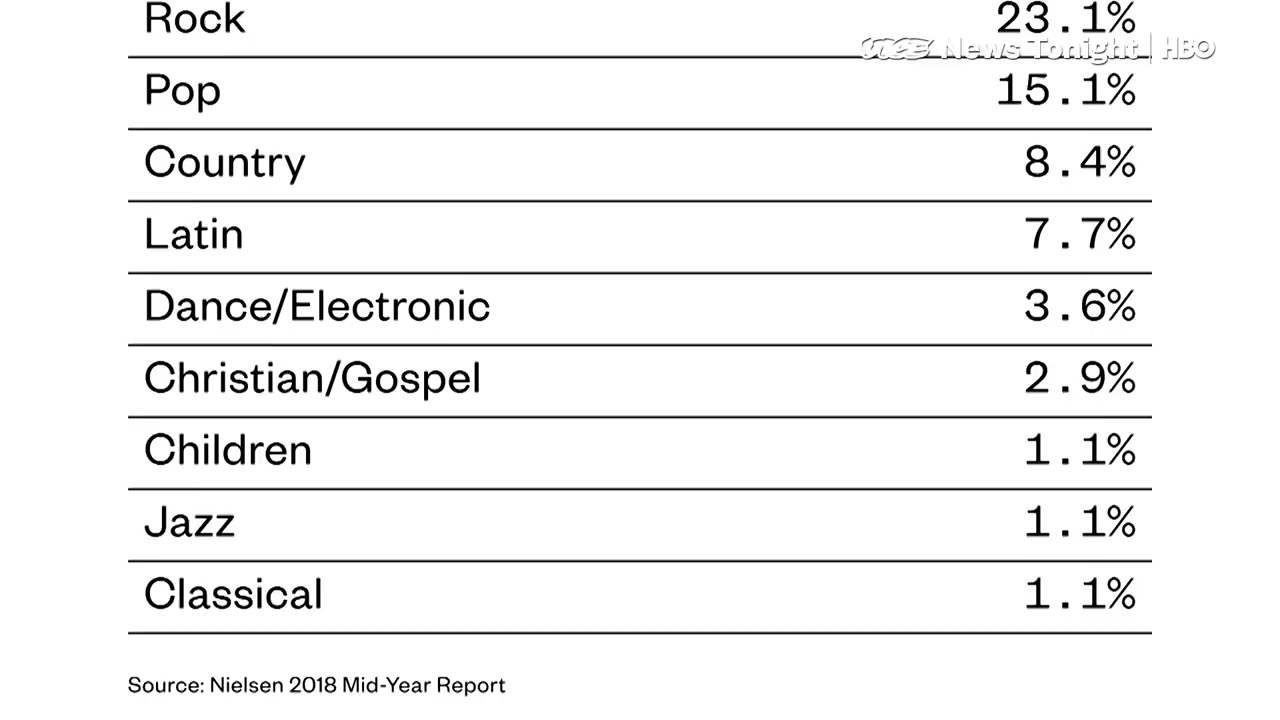 Rock 23.1%
VICE News Tonight | HBO
Pop 15.1%
Country 8.4%
Latin 7.7%
Dance/Electronic 3.6%
Christian/Gospel 2.9%
Children 1.1%
Jazz 1.1%
Classical 1.1%
Source: Nielsen 2018 Mid-Year Report